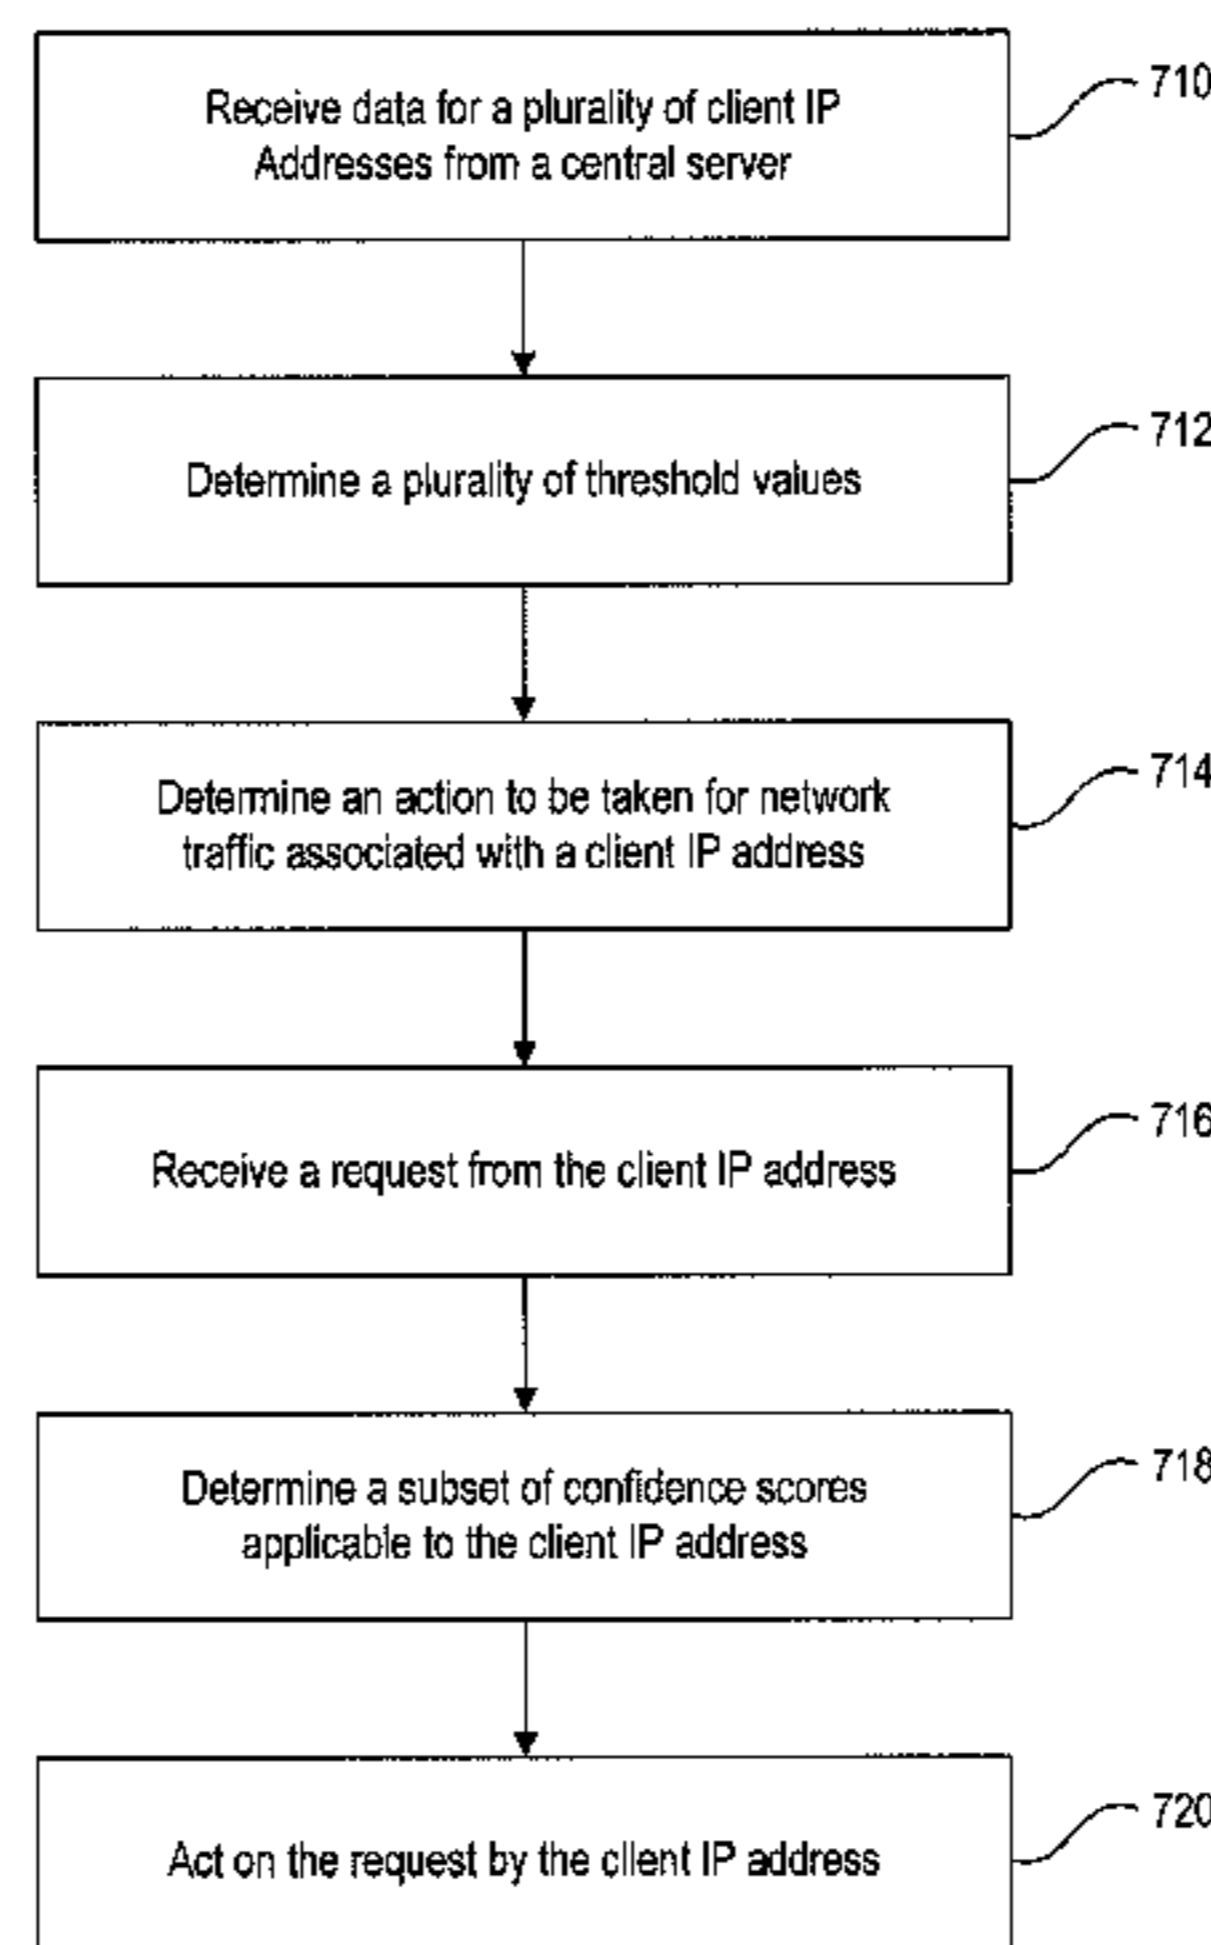 Receive data for a plurality of client IP
Addresses from a central server
710
Determine a plurality of threshold values
712
Determine an action to be taken for network
traffic associated with a client IP address
714
Receive a request from the client IP address
716
Determine a subset of confidence scores
applicable to the client IP address
718
Act on the request by the client IP address
720